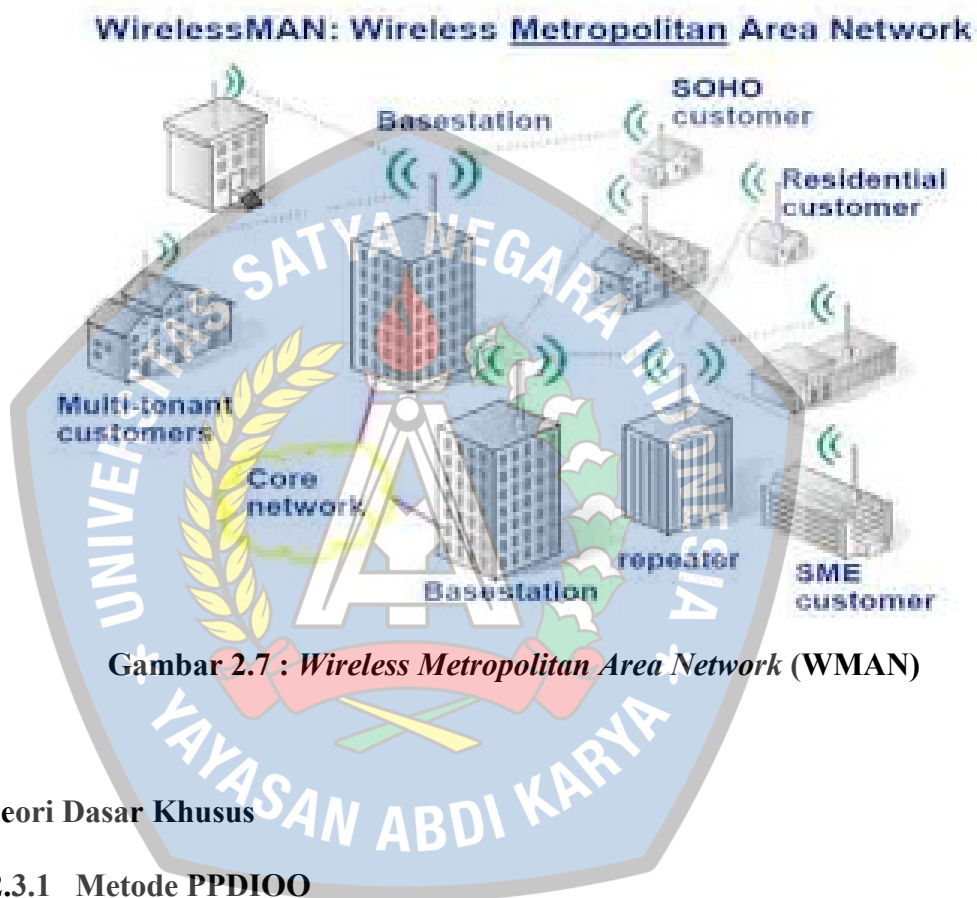 WirelessMAN: Wireless Metropolitan Area Network
SOHO
customer
Basestation
Residential
customer
UNIVERSITAS SATYA NEGARA INDONESIA
Multi-tenant
customers
Core
network
repeater
Basestation
SME
customer
Gambar 2.7 : Wireless Metropolitan Area Network (WMAN)
* YAYASAN ABDI KARYA *
eori Dasar Khusus
2.3.1 Metode PPDIOO